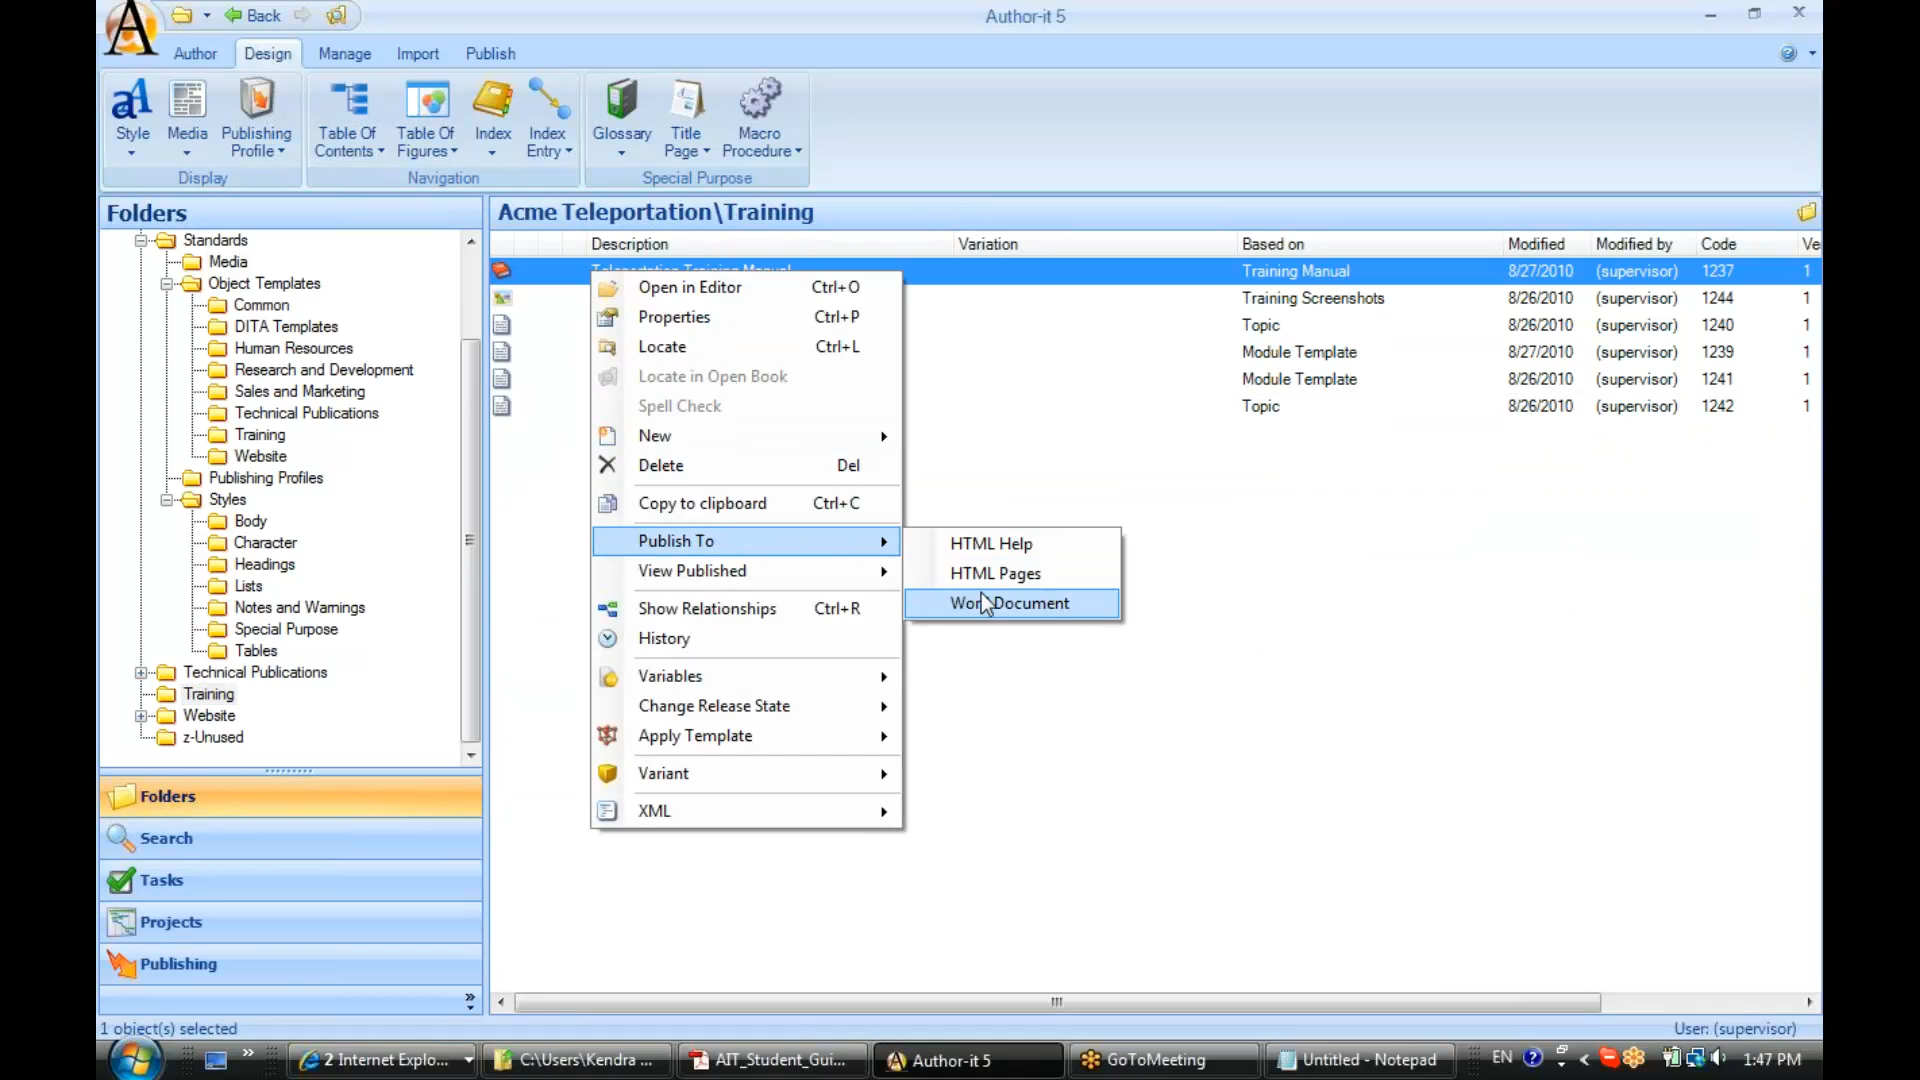 Back
Author-it 5
Author Design Manage Import Publish
Style Media Publishing Profile Table Of Contents Table Of Figures Index Index Entry Glossary Title Page Macro Procedure
Display Navigation Special Purpose
Folders
Standards
Media
Object Templates
Common
DITA Templates
Human Resources
Research and Development
Sales and Marketing
Technical Publications
Training
Website
Publishing Profiles
Styles
Body
Character
Headings
Lists
Notes and Warnings
Special Purpose
Tables
Technical Publications
Training
Website
z-Unused
Folders
Search
Tasks
Projects
Publishing
Acme Teleportation\Training
Description Variation Based on Modified Modified by Code Ve
Teleportation Training Manual Training Manual 8/27/2010 (supervisor) 1237 1
Training Screenshots 8/26/2010 (supervisor) 1244 1
Topic 8/26/2010 (supervisor) 1240 1
Module Template 8/27/2010 (supervisor) 1239 1
Module Template 8/26/2010 (supervisor) 1241 1
Topic 8/26/2010 (supervisor) 1242 1
Open in Editor Ctrl+O
Properties Ctrl+P
Locate Ctrl+L
Locate in Open Book
Spell Check
New
Delete Del
Copy to clipboard Ctrl+C
Publish To
View Published
Show Relationships Ctrl+R
History
Variables
Change Release State
Apply Template
Variant
XML
HTML Help
HTML Pages
Word Document
1 object(s) selected
User: (supervisor)
2 Internet Explo... C:\Users\Kendra ... AIT_Student_Gui... Author-it 5 GoToMeeting Untitled - Notepad EN 1:47 PM